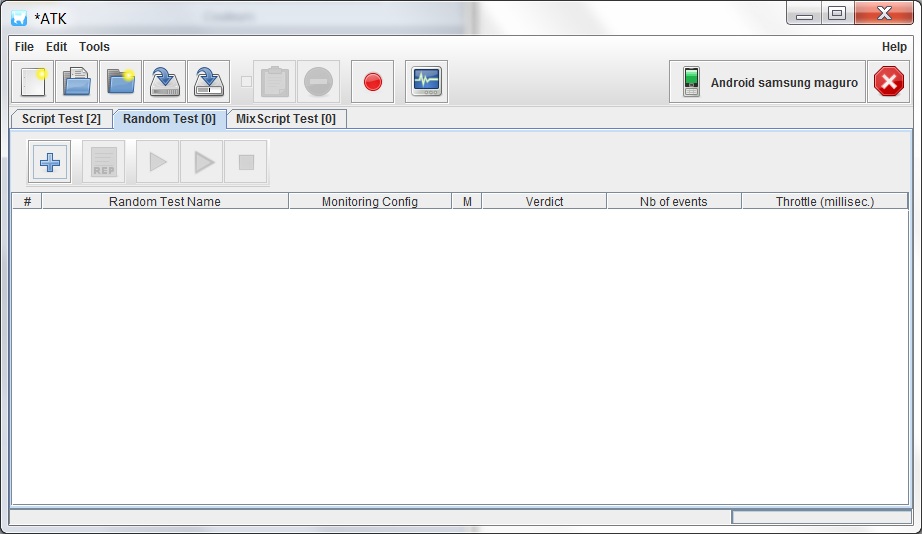 *ATK
File Edit Tools Help
Android samsung maguro
Script Test [2] Random Test [0] MixScript Test [0]
REP
# Random Test Name Monitoring Config M Verdict Nb of events Throttle (millisec.)